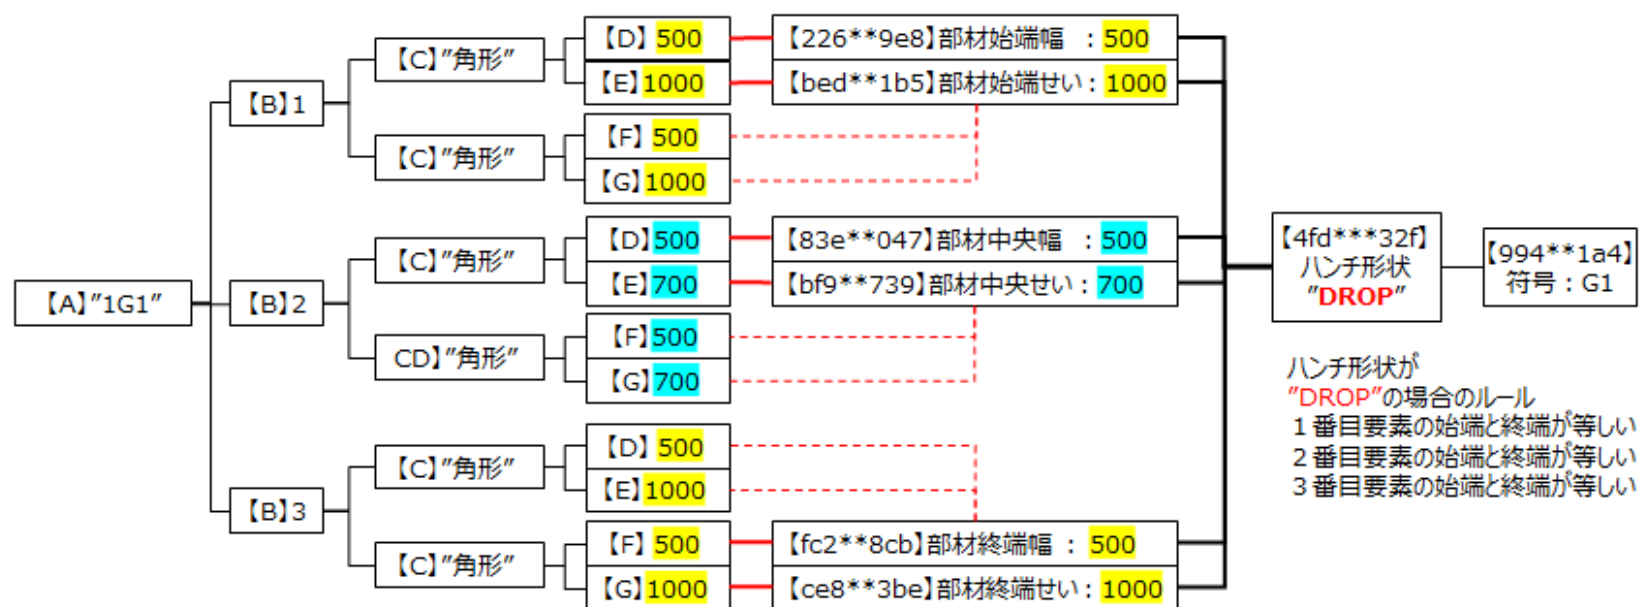 【A】”1G1”
【B】1
【C】”角形”
【D】 500
【226**9e8】部材始端幅 ：500
【E】1000
【bed**1b5】部材始端せい：1000
【C】”角形”
【F】 500
【G】1000
【B】2
【C】”角形”
【D】500
【83e**047】部材中央幅 ：500
【E】700
【bf9**739】部材中央せい：700
CD】”角形”
【F】500
【G】700
【B】3
【C】”角形”
【D】 500
【E】1000
【C】”角形”
【F】 500
【fc2**8cb】部材終端幅 ： 500
【G】1000
【ce8**3be】部材終端せい：1000
【4fd***32f】
ハンチ形状
”DROP”
【994**1a4】
符号：G1
ハンチ形状が
”DROP”の場合のルール
１番目要素の始端と終端が等しい
２番目要素の始端と終端が等しい
３番目要素の始端と終端が等しい